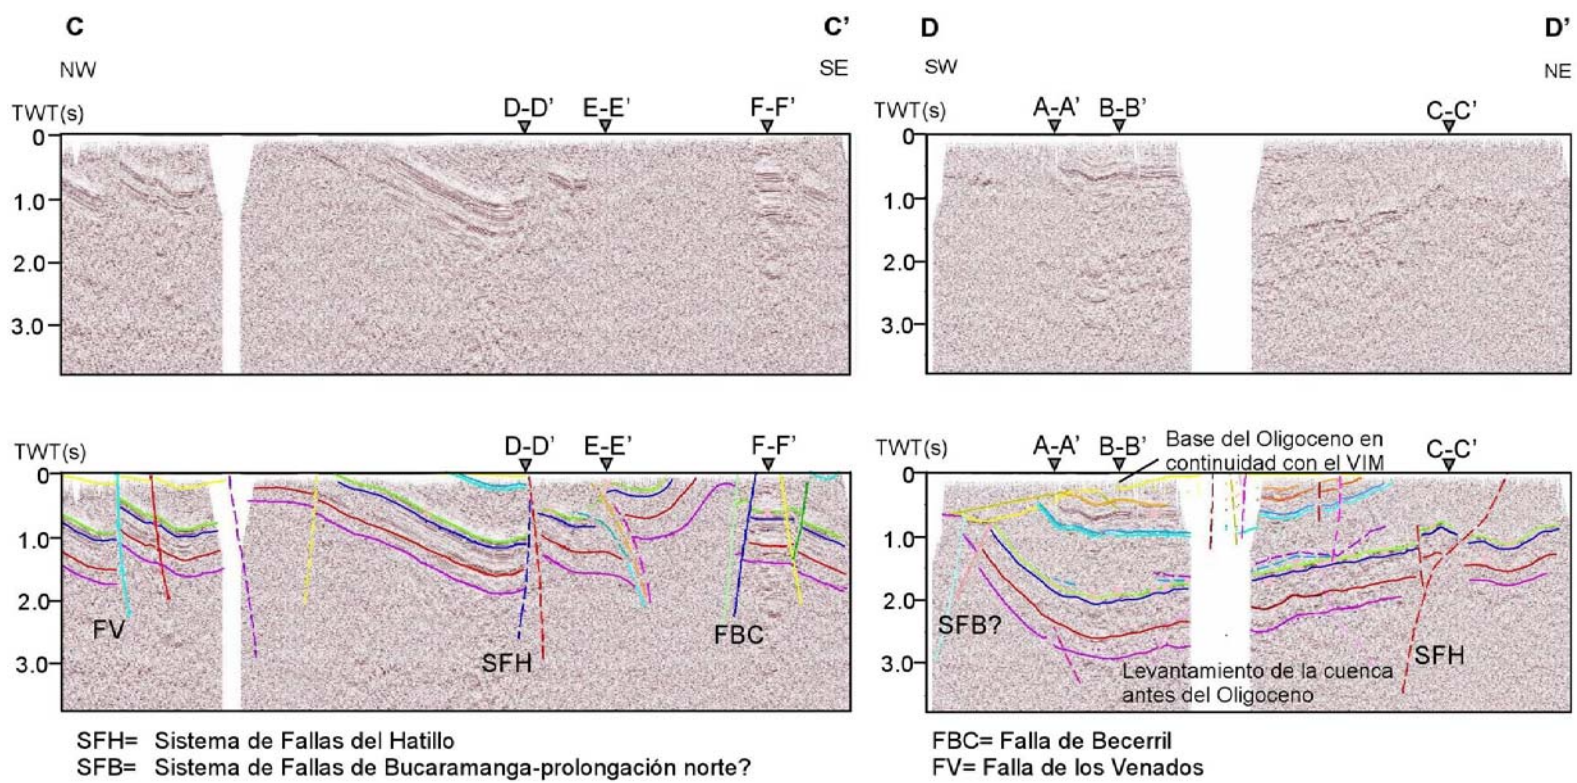 C C' D D'
NW SE SW NE
TWT(s) D-D' E-E' F-F' TWT(s) A-A' B-B' C-C'
0 0
1.0 1.0
2.0 2.0
3.0 3.0
TWT(s) D-D' E-E' F-F' TWT(s) A-A' B-B' Base del Oligoceno en C-C'
continuidad con el VIM
0 0
1.0 1.0
2.0 2.0
FV FBC SFB?
3.0 SFH 3.0 SFH
Levantamiento de la cuenca
antes del Oligoceno
SFH= Sistema de Fallas del Hatillo FBC= Falla de Becerril
SFB= Sistema de Fallas de Bucaramanga-prolongación norte? FV= Falla de los Venados